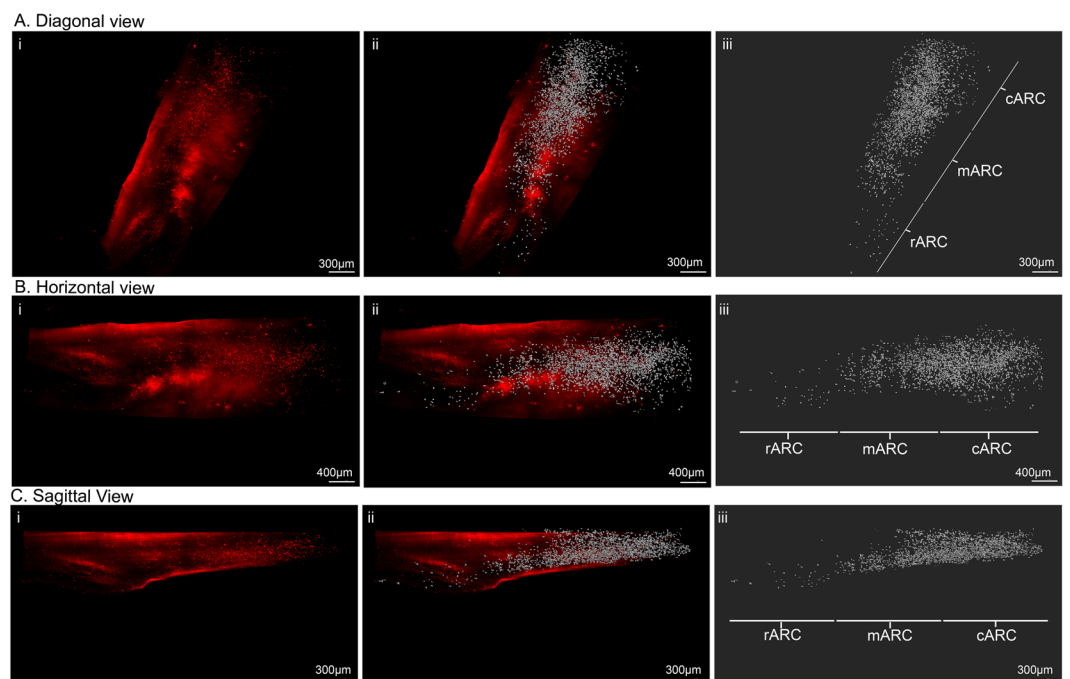 A. Diagonal view
i
ii
iii
cARC
mARC
rARC
300µm
300µm
300µm
B. Horizontal view
i
ii
iii
rARC
mARC
cARC
400µm
400µm
400µm
C. Sagittal View
i
ii
iii
rARC
mARC
cARC
300µm
300µm
300µm